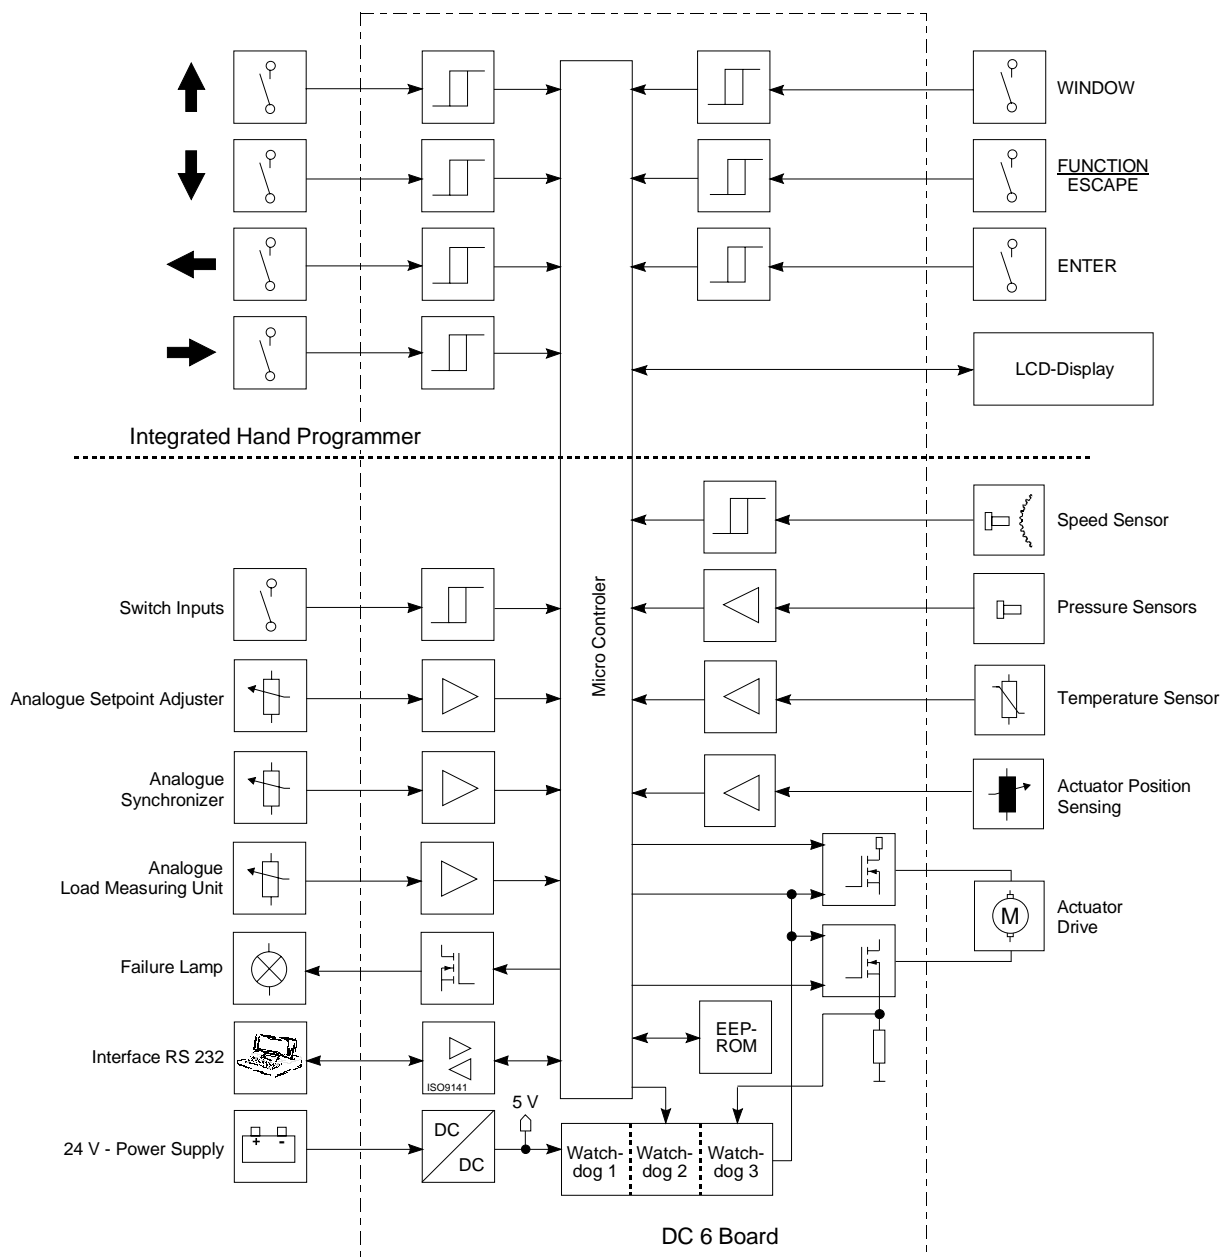 WINDOW
FUNCTION
ESCAPE
ENTER
LCD-Display
Integrated Hand Programmer
Micro Controler
Speed Sensor
Switch Inputs
Pressure Sensors
Analogue Setpoint Adjuster
Temperature Sensor
Analogue
Synchronizer
Actuator Position
Sensing
Analogue
Load Measuring Unit
M
Actuator
Drive
Failure Lamp
EEP-
ROM
Interface RS 232
ISO9141
5 V
24 V - Power Supply
+ -
DC
DC
Watch-
dog 1
Watch-
dog 2
Watch-
dog 3
DC 6 Board